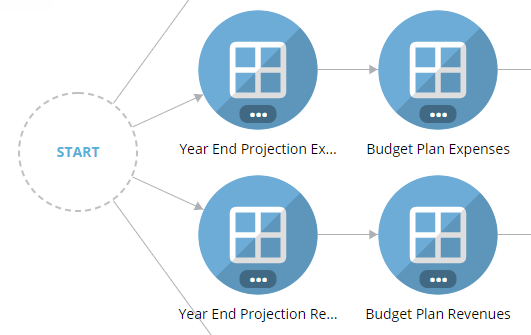 START
Year End Projection Ex...
Budget Plan Expenses
Year End Projection Re...
Budget Plan Revenues